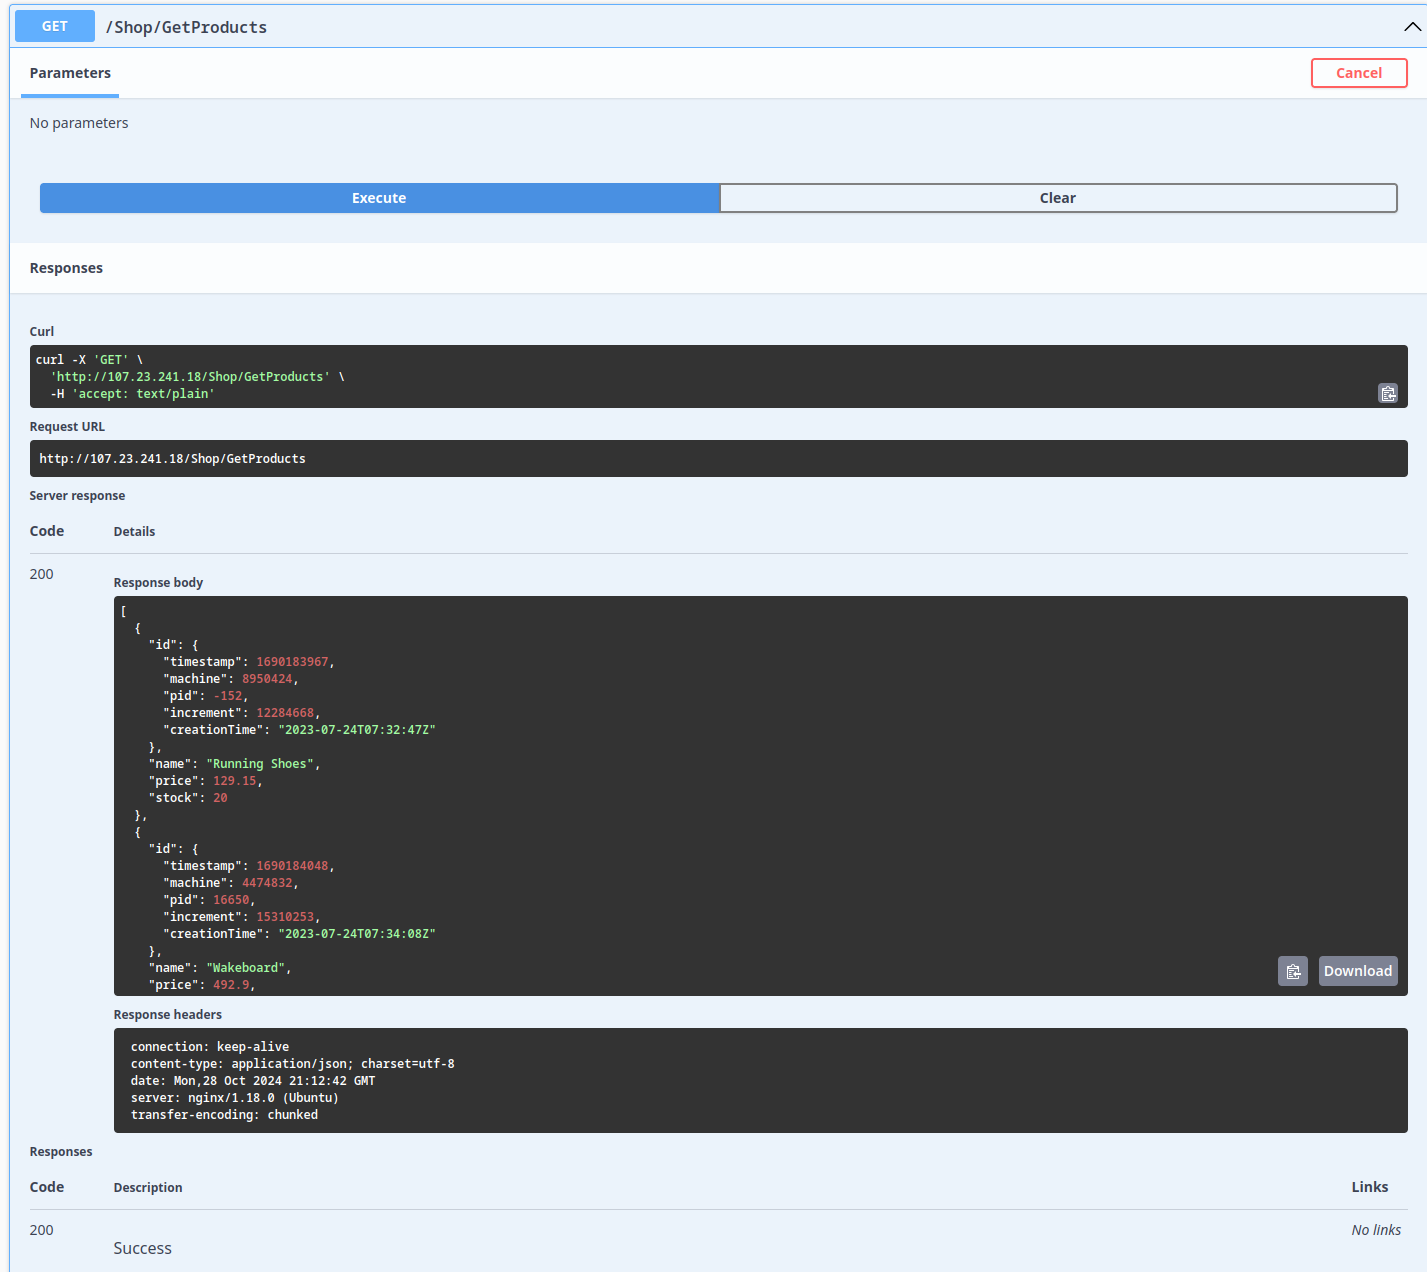 GET /Shop/GetProducts
Parameters Cancel
No parameters
Execute Clear
Responses
Curl
curl -X 'GET' \
  'http://107.23.241.18/Shop/GetProducts' \
  -H 'accept: text/plain'
Request URL
http://107.23.241.18/Shop/GetProducts
Server response
Code Details
200
Response body
[
  {
    "id": {
      "timestamp": 1690183967,
      "machine": 8950424,
      "pid": -152,
      "increment": 12284668,
      "creationTime": "2023-07-24T07:32:47Z"
    },
    "name": "Running Shoes",
    "price": 129.15,
    "stock": 20
  },
  {
    "id": {
      "timestamp": 1690184048,
      "machine": 4474832,
      "pid": 16650,
      "increment": 15310253,
      "creationTime": "2023-07-24T07:34:08Z"
    },
    "name": "Wakeboard",
    "price": 492.9,
Download
Response headers
connection: keep-alive
content-type: application/json; charset=utf-8
date: Mon,28 Oct 2024 21:12:42 GMT
server: nginx/1.18.0 (Ubuntu)
transfer-encoding: chunked
Responses
Code Description Links
200 No links
Success